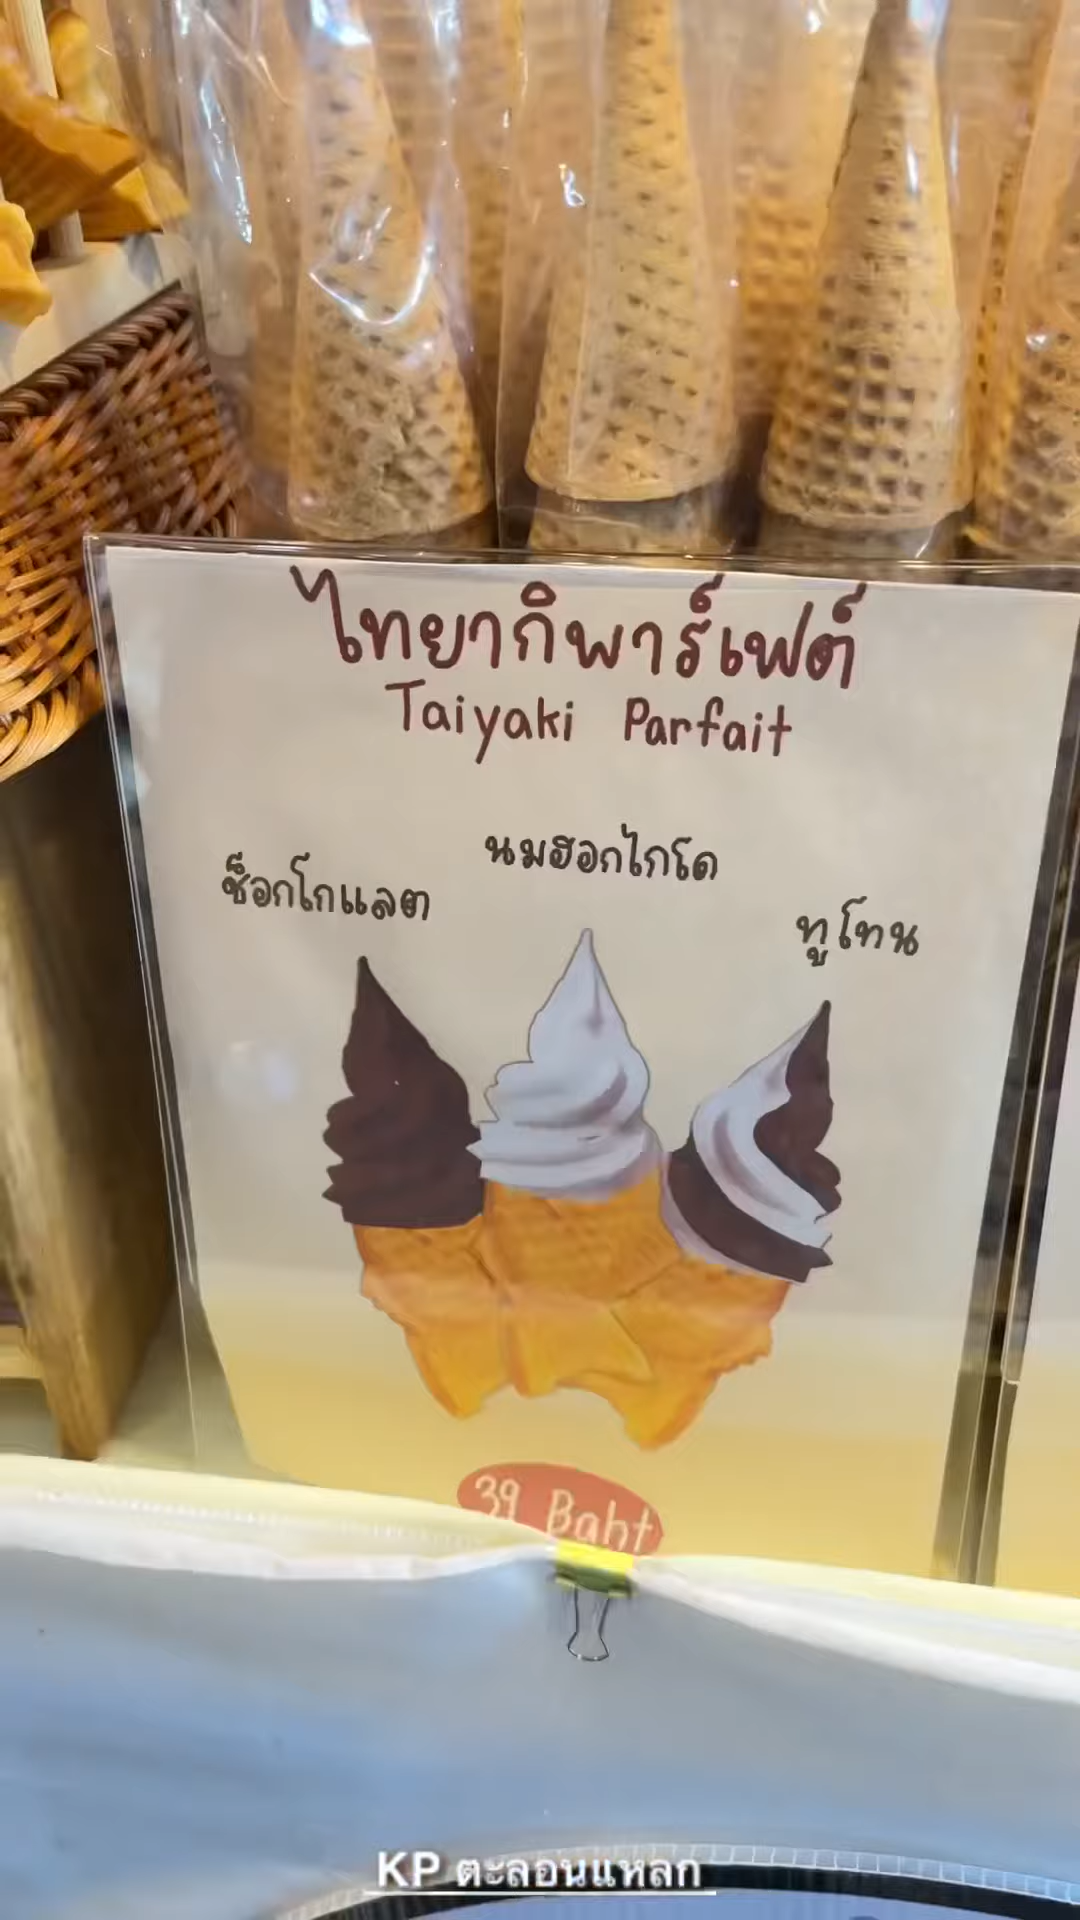 ไทยากิพาร์เฟต์
Taiyaki Parfait
นมฮอกไกโด
ช็อกโกแลต
ทูโทน
39 Baht
KP ตะลอนแหลก